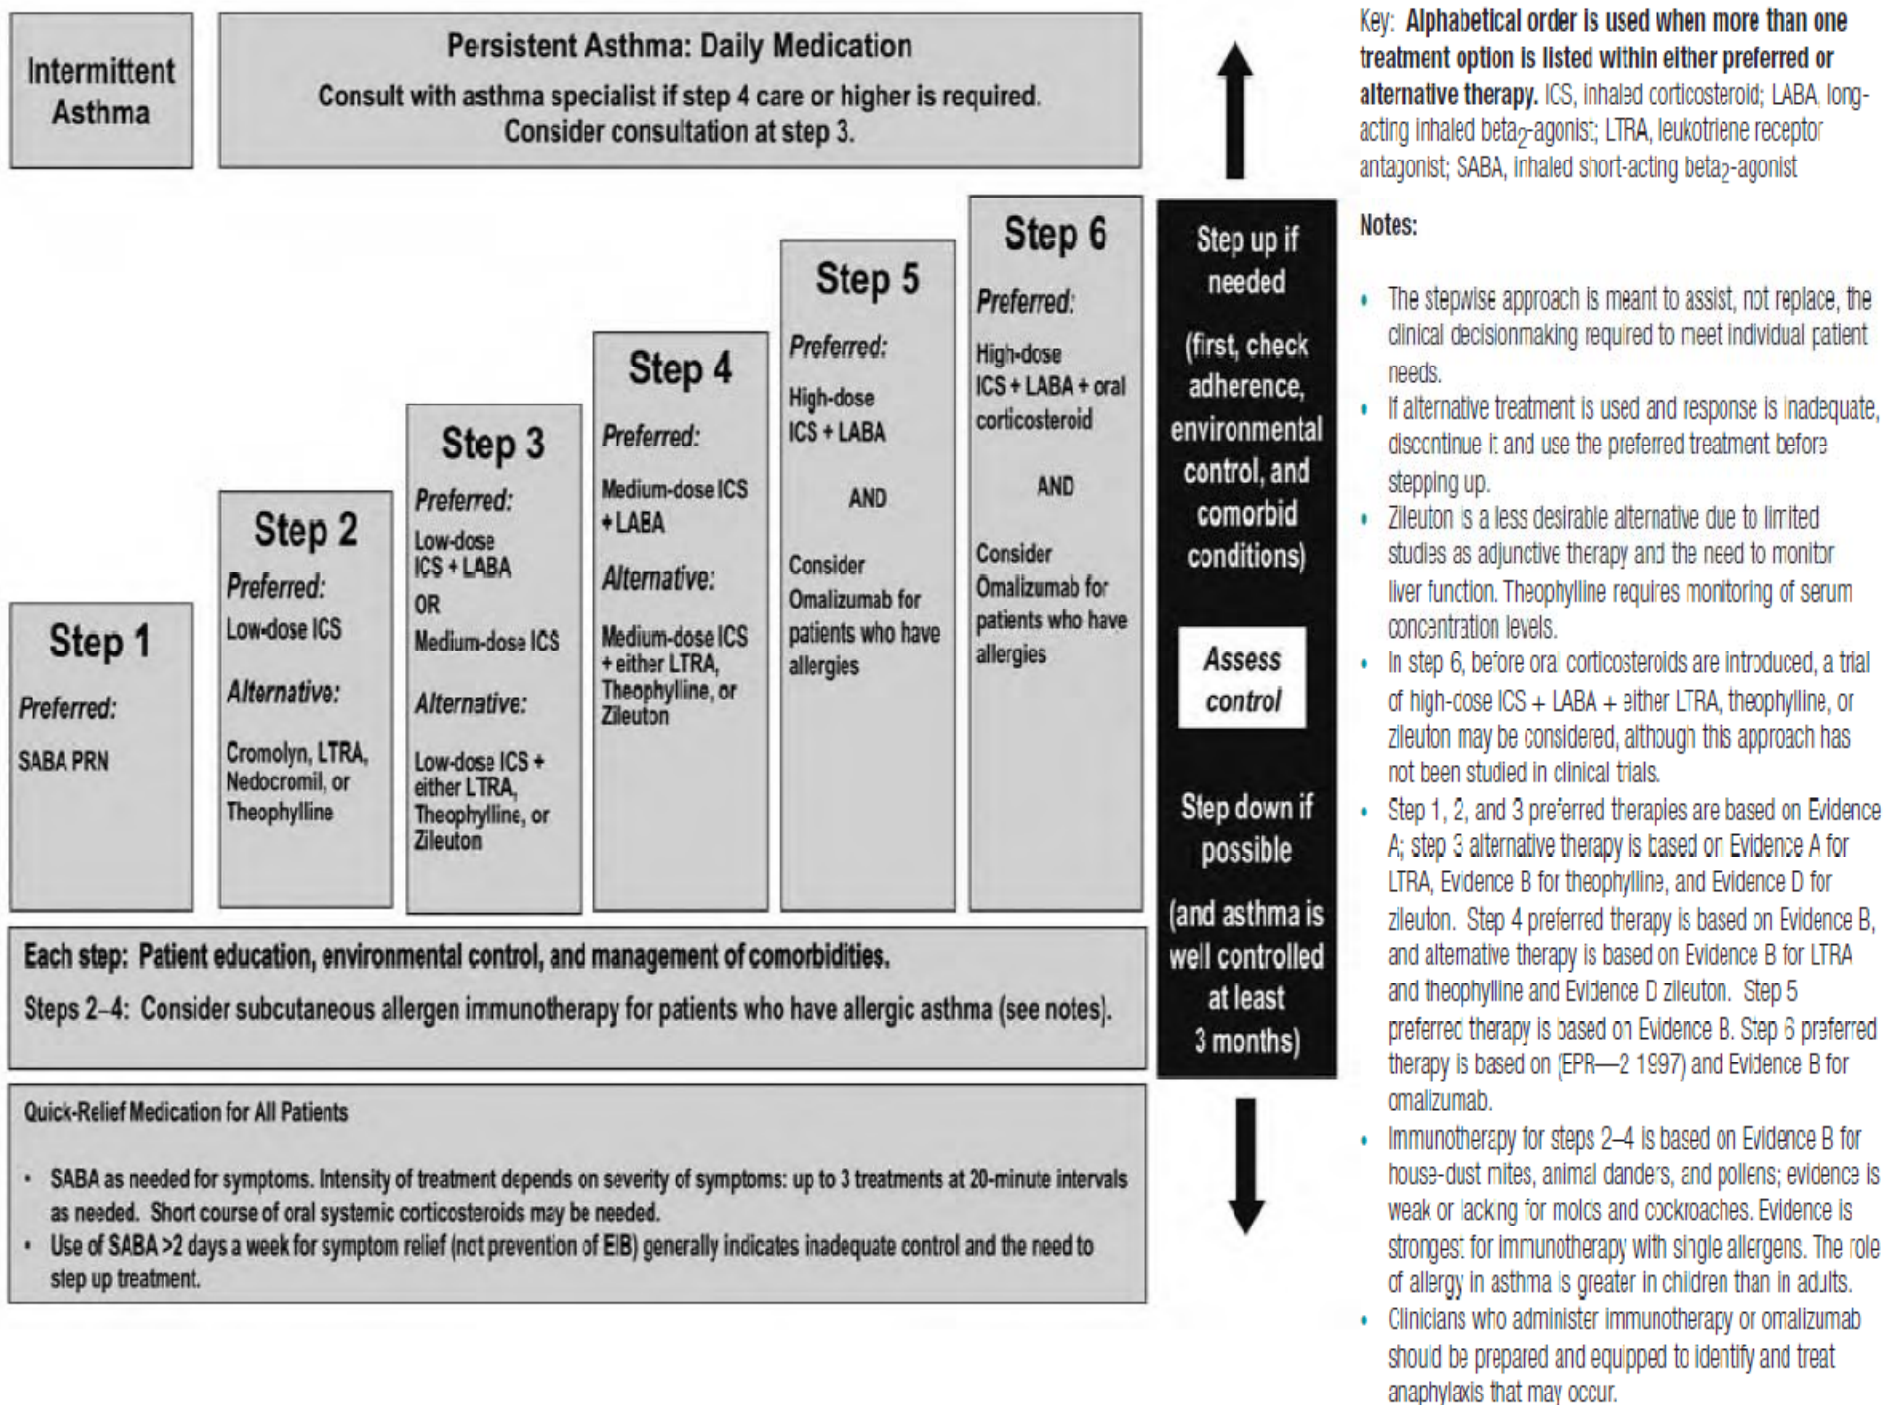 Intermittent
Asthma
Persistent Asthma: Daily Medication
Consult with asthma specialist if step 4 care or higher is required.
Consider consultation at step 3.
Step 1
Preferred:
SABA PRN
Step 2
Preferred:
Low-dose ICS
Alternative:
Cromolyn, LTRA,
Nedocromil, or
Theophylline
Step 3
Preferred:
Low-dose
ICS + LABA
OR
Medium-dose ICS
Alternative:
Low-dose ICS +
either LTRA,
Theophylline, or
Zileuton
Step 4
Preferred:
Medium-dose ICS
+ LABA
Alternative:
Medium-dose ICS
+ either LTRA,
Theophylline, or
Zileuton
Step 5
Preferred:
High-dose
ICS + LABA
AND
Consider
Omalizumab for
patients who have
allergies
Step 6
Preferred:
High-dose
ICS + LABA + oral
corticosteroid
AND
Consider
Omalizumab for
patients who have
allergies
Step up if
needed
(first, check
adherence,
environmental
control, and
comorbid
conditions)
Assess
control
Step down if
possible
(and asthma is
well controlled
at least
3 months)
Each step: Patient education, environmental control, and management of comorbidities.
Steps 2–4: Consider subcutaneous allergen immunotherapy for patients who have allergic asthma (see notes).
Quick-Relief Medication for All Patients
• SABA as needed for symptoms. Intensity of treatment depends on severity of symptoms: up to 3 treatments at 20-minute intervals
as needed. Short course of oral systemic corticosteroids may be needed.
• Use of SABA >2 days a week for symptom relief (not prevention of EIB) generally indicates inadequate control and the need to
step up treatment.
Key: Alphabetical order is used when more than one
treatment option is listed within either preferred or
alternative therapy. ICS, inhaled corticosteroid; LABA, long-
acting inhaled beta2-agonist; LTRA, leukotriene receptor
antagonist; SABA, inhaled short-acting beta2-agonist
Notes:
• The stepwise approach is meant to assist, not replace, the
clinical decisionmaking required to meet individual patient
needs.
• If alternative treatment is used and response is inadequate,
discontinue it and use the preferred treatment before
stepping up.
• Zileuton is a less desirable alternative due to limited
studies as adjunctive therapy and the need to monitor
liver function. Theophylline requires monitoring of serum
concentration levels.
• In step 6, before oral corticosteroids are introduced, a trial
of high-dose ICS + LABA + either LTRA, theophylline, or
zileuton may be considered, although this approach has
not been studied in clinical trials.
• Step 1, 2, and 3 preferred therapies are based on Evidence
A; step 3 alternative therapy is based on Evidence A for
LTRA, Evidence B for theophylline, and Evidence D for
zileuton. Step 4 preferred therapy is based on Evidence B,
and alternative therapy is based on Evidence B for LTRA
and theophylline and Evidence D zileuton. Step 5
preferred therapy is based on Evidence B. Step 6 preferred
therapy is based on (EPR—2 1997) and Evidence B for
omalizumab.
• Immunotherapy for steps 2–4 is based on Evidence B for
house-dust mites, animal danders, and pollens; evidence is
weak or lacking for molds and cockroaches. Evidence is
strongest for immunotherapy with single allergens. The role
of allergy in asthma is greater in children than in adults.
• Clinicians who administer immunotherapy or omalizumab
should be prepared and equipped to identify and treat
anaphylaxis that may occur.